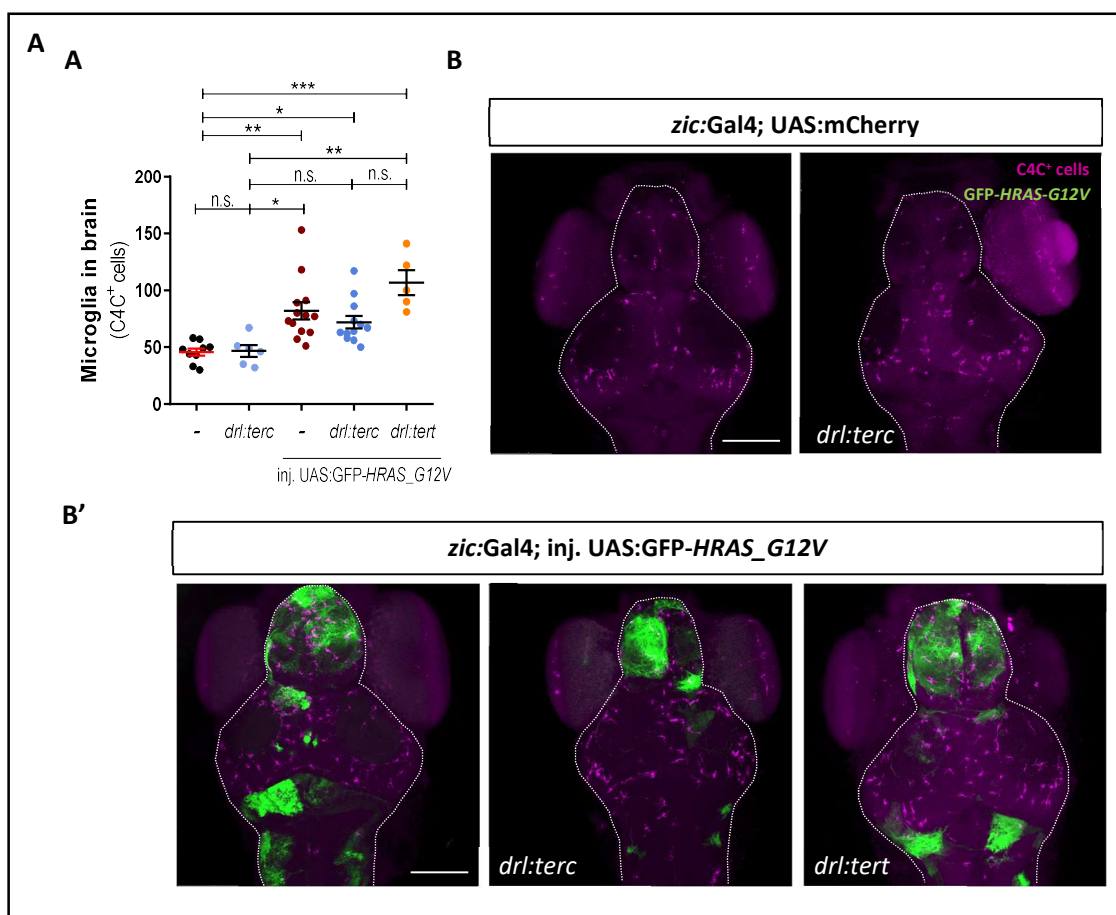 A
A
***
*
**
**
n.s.
n.s.
n.s.
*
200
150
100
50
0
Microglia in brain
(C4C⁺ cells)
-
drl:terc
-
drl:terc
drl:tert
inj. UAS:GFP-HRAS_G12V
B
zic:Gal4; UAS:mCherry
C4C⁺ cells
GFP-HRAS-G12V
drl:terc
B'
zic:Gal4; inj. UAS:GFP-HRAS_G12V
drl:terc
drl:tert